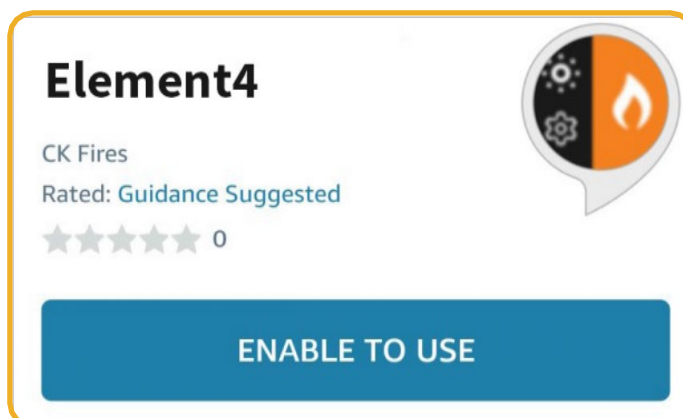 Element4
CK Fires
Rated: Guidance Suggested
0
ENABLE TO USE